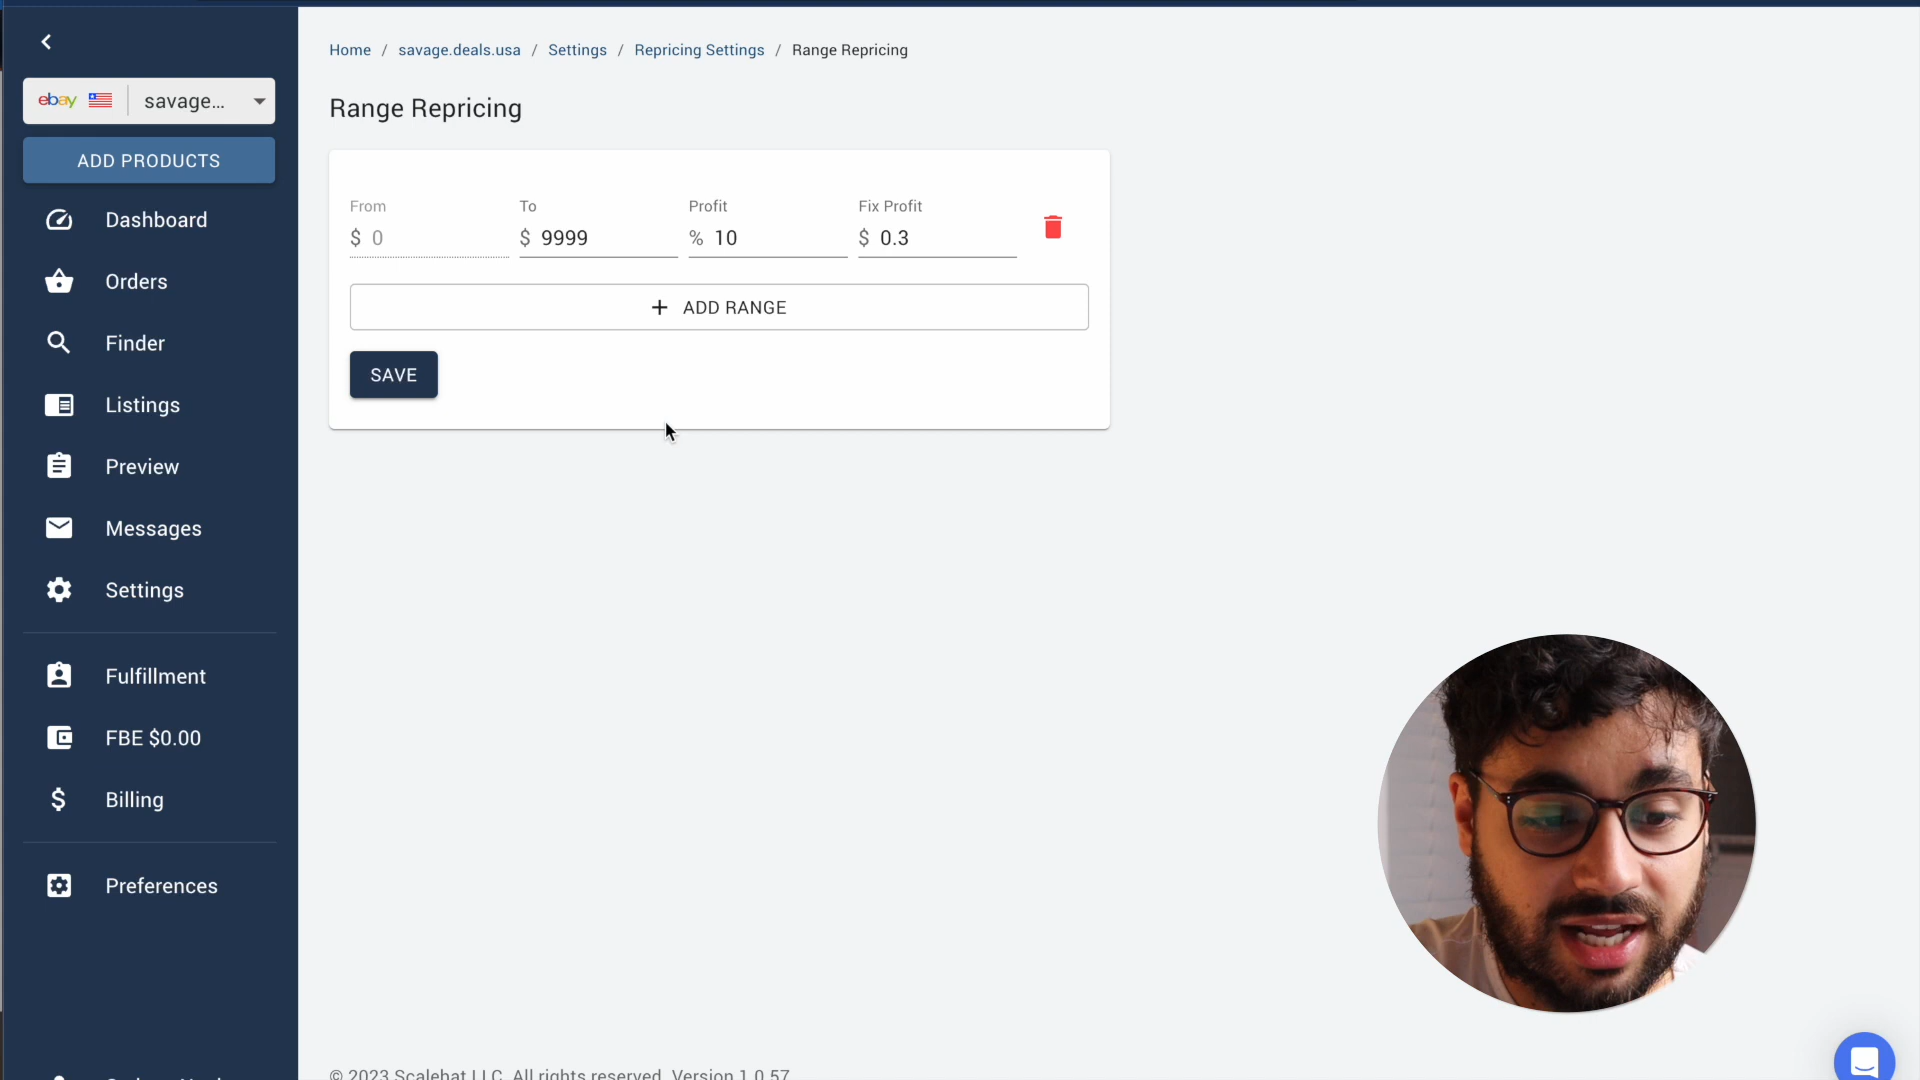 Home / savage.deals.usa / Settings / Repricing Settings / Range Repricing
ebay savage...
ADD PRODUCTS
Dashboard
Orders
Finder
Listings
Preview
Messages
Settings
Fulfillment
FBE $0.00
Billing
Preferences
Range Repricing
From To Profit Fix Profit
$ 0 $ 9999 % 10 $ 0.3
+ ADD RANGE
SAVE
© 2023 Scalebat LLC. All rights reserved. Version 1.0.57